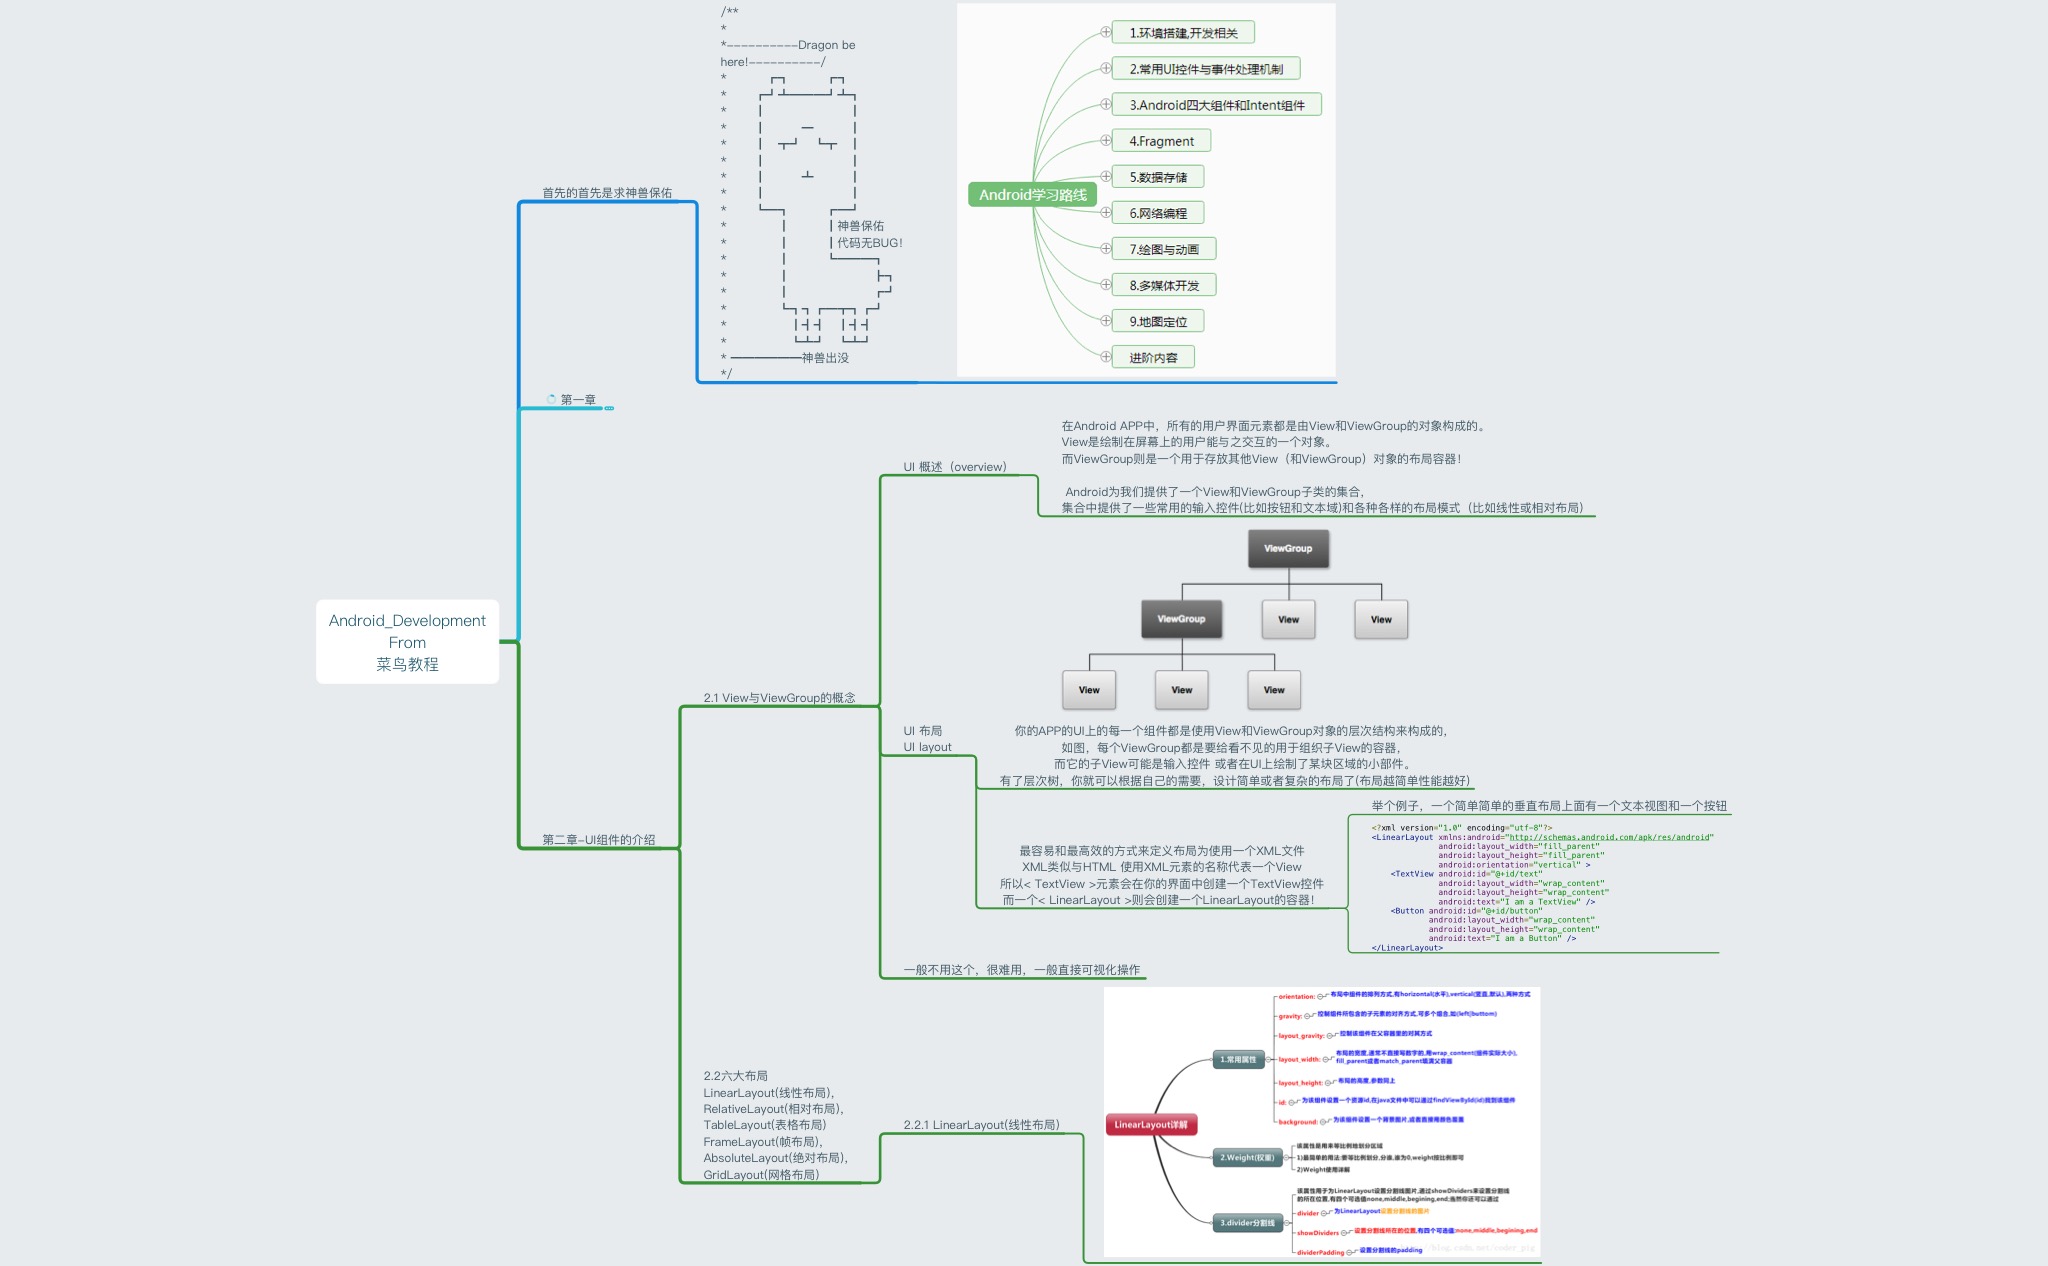 Android_Development
From
菜鸟教程
首先的首先是求神兽保佑
/**
*
*----------Dragon be
here!----------/
* ┏┓ ┏┓
* ┏┛┻━━━┛┻┓
* ┃ ┃
* ┃ ━ ┃
* ┃ ┳┛ ┗┳ ┃
* ┃ ┃
* ┃ ┻ ┃
* ┃ ┃
* ┗━┓ ┏━┛
* ┃ ┃神兽保佑
* ┃ ┃代码无BUG!
* ┃ ┗━━━┓
* ┃ ┣┓
* ┃ ┏┛
* ┗┓┓┏━┳┓┏┛
* ┃┫┫ ┃┫┫
* ┗┻┛ ┗┻┛
* ━━━━━━神兽出没
*/
Android学习路线
1.环境搭建,开发相关
2.常用UI控件与事件处理机制
3.Android四大组件和Intent组件
4.Fragment
5.数据存储
6.网络编程
7.绘图与动画
8.多媒体开发
9.地图定位
进阶内容
第一章
第二章-UI组件的介绍
2.1 View与ViewGroup的概念
UI 概述（overview）
在Android APP中，所有的用户界面元素都是由View和ViewGroup的对象构成的。
View是绘制在屏幕上的用户能与之交互的一个对象。
而ViewGroup则是一个用于存放其他View（和ViewGroup）对象的布局容器!
Android为我们提供了一个View和ViewGroup子类的集合，
集合中提供了一些常用的输入控件(比如按钮和文本域)和各种各样的布局模式（比如线性或相对布局）
UI 布局
UI layout
ViewGroup
ViewGroup
View
View
View
View
View
你的APP的UI上的每一个组件都是使用View和ViewGroup对象的层次结构来构成的，
如图，每个ViewGroup都是要给看不见的用于组织子View的容器，
而它的子View可能是输入控件 或者在UI上绘制了某块区域的小部件。
有了层次树，你就可以根据自己的需要，设计简单或者复杂的布局了(布局越简单性能越好)
最容易和最高效的方式来定义布局为使用一个XML文件
XML类似与HTML 使用XML元素的名称代表一个View
所以< TextView >元素会在你的界面中创建一个TextView控件
而一个< LinearLayout >则会创建一个LinearLayout的容器!
举个例子，一个简单简单的垂直布局上面有一个文本视图和一个按钮
<?xml version="1.0" encoding="utf-8"?>
<LinearLayout xmlns:android="http://schemas.android.com/apk/res/android"
android:layout_width="fill_parent"
android:layout_height="fill_parent"
android:orientation="vertical" >
<TextView android:id="@+id/text"
android:layout_width="wrap_content"
android:layout_height="wrap_content"
android:text="I am a TextView" />
<Button android:id="@+id/button"
android:layout_width="wrap_content"
android:layout_height="wrap_content"
android:text="I am a Button" />
</LinearLayout>
一般不用这个，很难用，一般直接可视化操作
2.2六大布局
LinearLayout(线性布局),
RelativeLayout(相对布局),
TableLayout(表格布局)
FrameLayout(帧布局),
AbsoluteLayout(绝对布局),
GridLayout(网格布局)
2.2.1 LinearLayout(线性布局)
LinearLayout详解
1.常用属性
orientation: 布局中组件的排列方式,有horizontal(水平),vertical(竖直,默认),两种方式
gravity: 控制组件所包含的子元素的对齐方式,可多个组合,如(left|buttom)
layout_gravity: 控制该组件在父容器里的对其方式
layout_width: 布局的宽度,通常不直接写数字的,用wrap_content(组件实际大小),
fill_parent或者match_parent填满父容器
layout_height: 布局的高度,参数同上
id: 为该组件设置一个资源id,在java文件中可以通过findViewById(id)找到该组件
background: 为该组件设置一个背景图片,或者直接用颜色覆盖
2.Weight(权重)
该属性是用来等比例地划分区域
1)最简单的用法:要等比例划分,分谁,谁为0,weight按比例即可
2)Weight使用详解
3.divider分割线
该属性用于为LinearLayout设置分割线图片,通过showDividers来设置分割线
的所在位置,有四个可选值none,middle,begining,end;当然你还可以通过
divider 为LinearLayout设置分割线的图片
showDividers 设置分割线所在的位置,有四个可选值:none,middle,begining,end
dividerPadding 设置分割线的padding